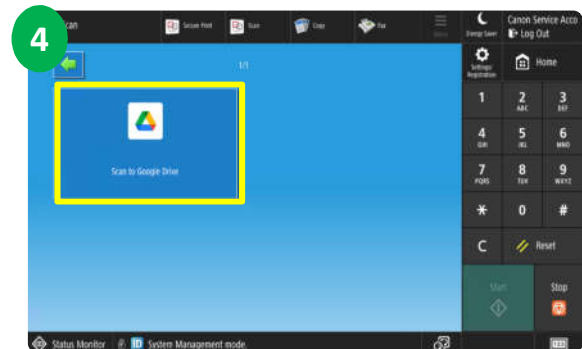 4
can
Secure Print
Scan
Copy
Fax
Menu
Energy Saver
Canon Service Acco
Log Out
1/1
Settings/
Registration
Home
Scan to Google Drive
1
2
ABC
3
DEF
4
GHI
5
JKL
6
MNO
7
PQRS
8
TUV
9
WXYZ
*
0
#
C
Reset
Start
Stop
Status Monitor
ID
System Management mode.